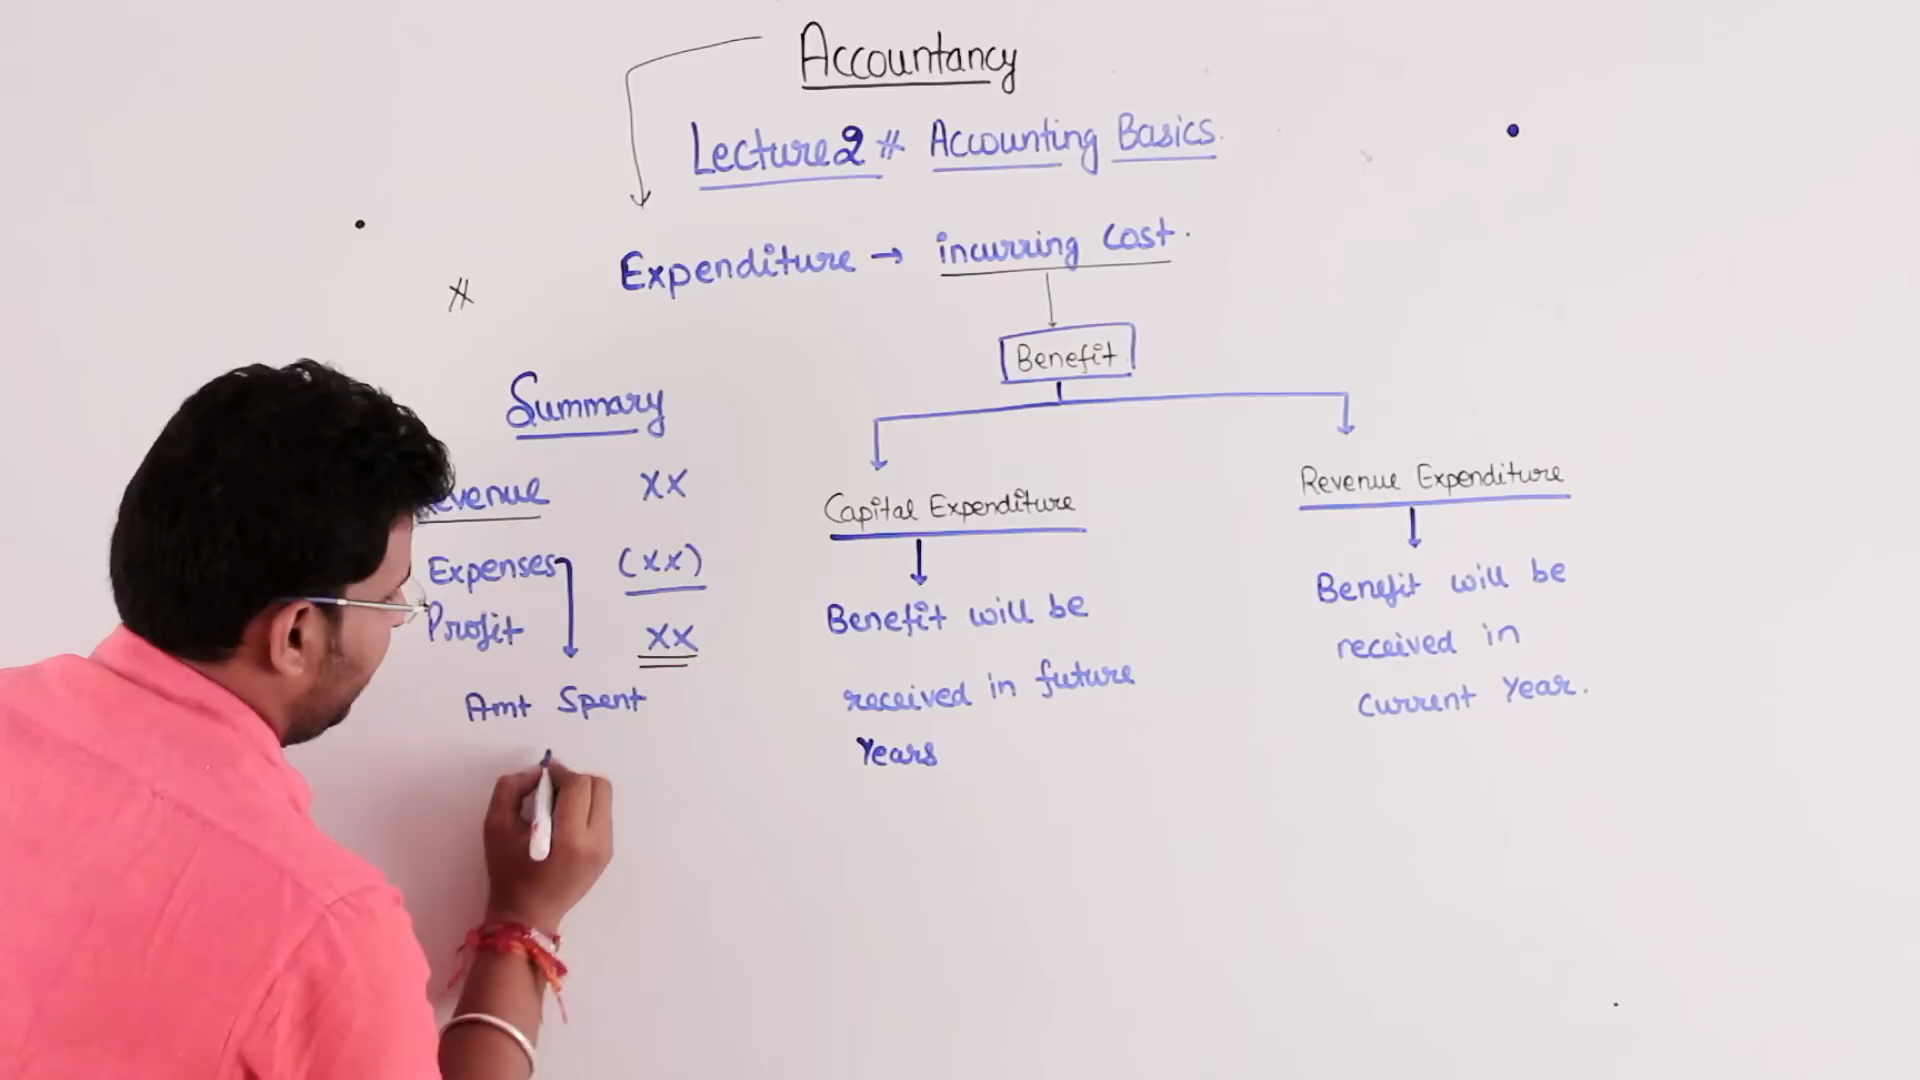 Accountancy
Lecture 2 # Accounting Basics.
Expenditure → incurring Cost.
#
Benefit
Summary
evenue XX
Expenses (XX)
Profit XX
Amt Spent
Capital Expenditure
Benefit will be
received in future
Years
Revenue Expenditure
Benefit will be
received in
Current Year.